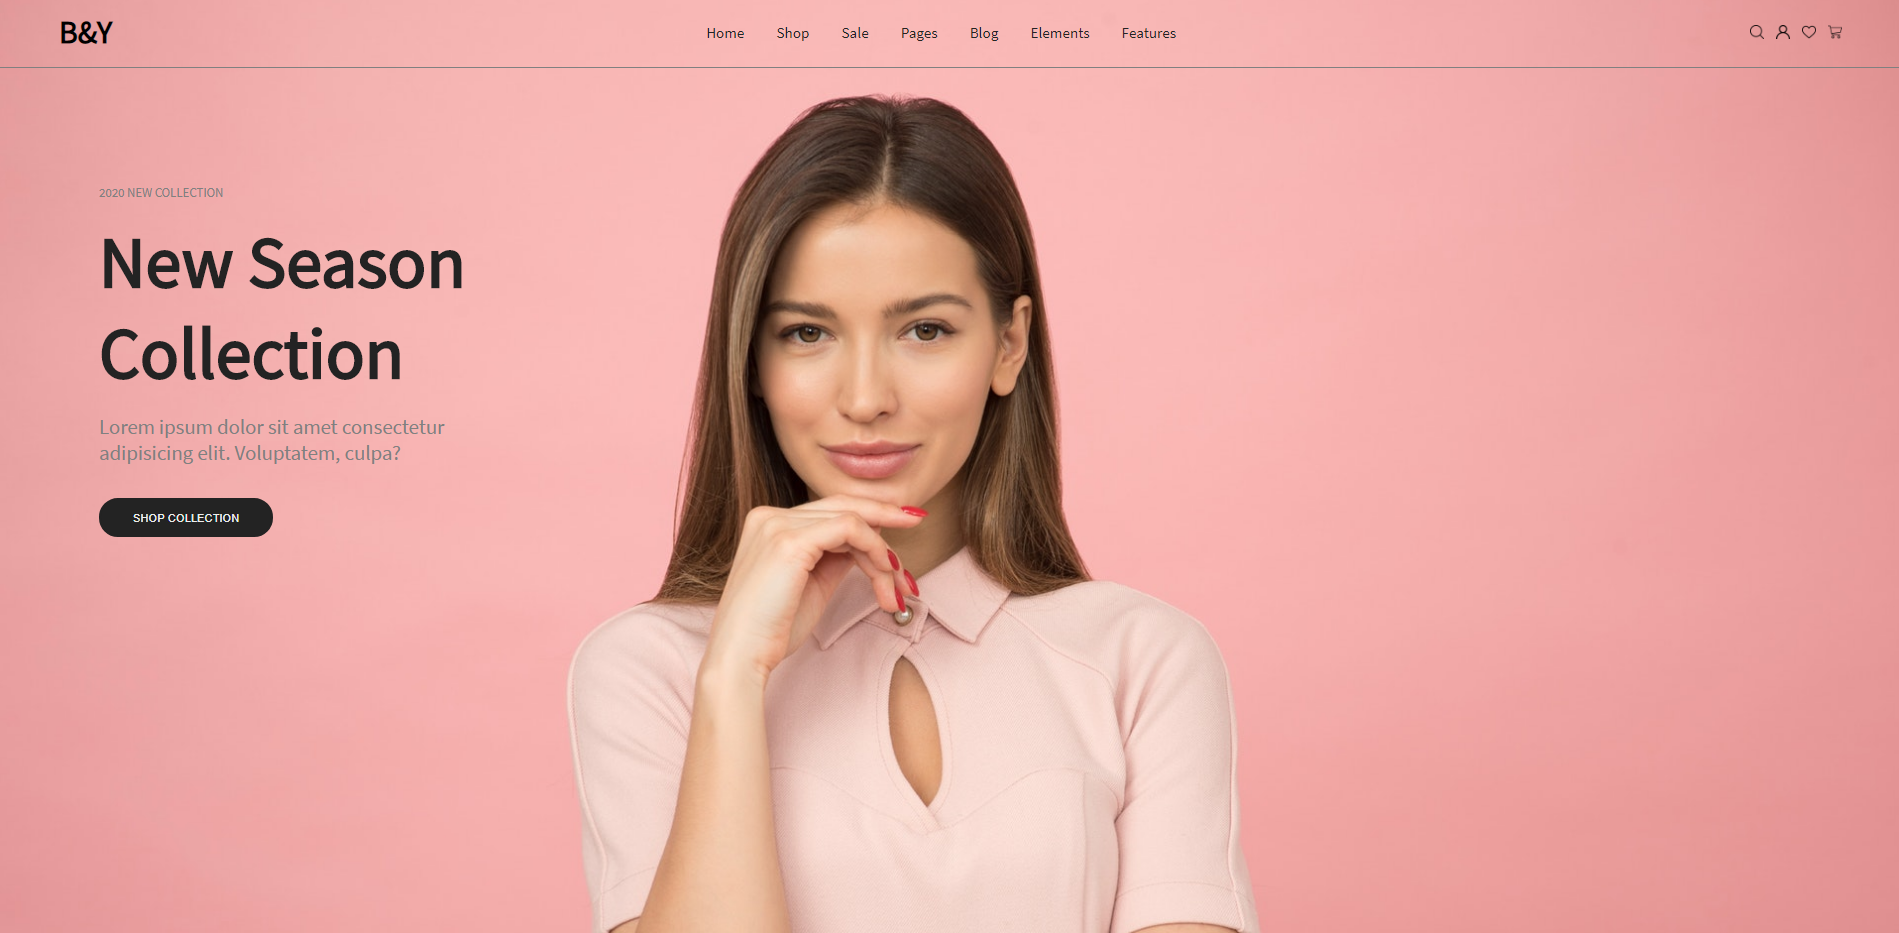 B&Y
Home Shop Sale Pages Blog Elements Features
2020 NEW COLLECTION
New Season
Collection
Lorem ipsum dolor sit amet consectetur
adipisicing elit. Voluptatem, culpa?
SHOP COLLECTION